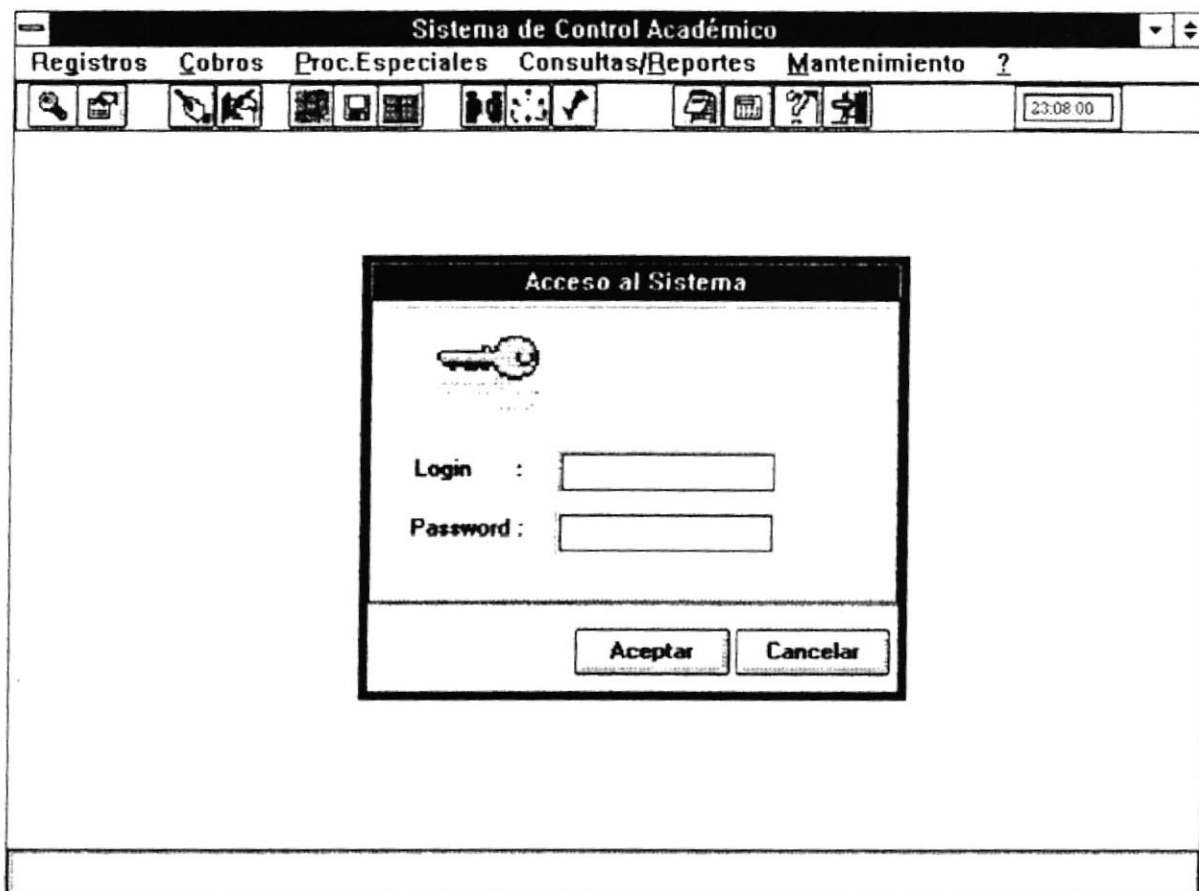 Sistema de Control Académico
Registros Cobros Proc.Especiales Consultas/Reportes Mantenimiento ?
23:08:00
Acceso al Sistema
Login :
Password :
Aceptar Cancelar